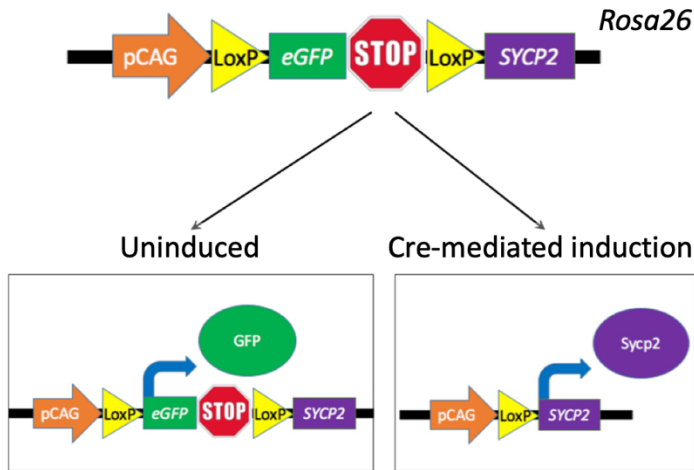 Rosa26
pCAG LoxP eGFP STOP LoxP SYCP2
Uninduced
Cre-mediated induction
GFP
pCAG LoxP eGFP STOP LoxP SYCP2
Sycp2
pCAG LoxP SYCP2